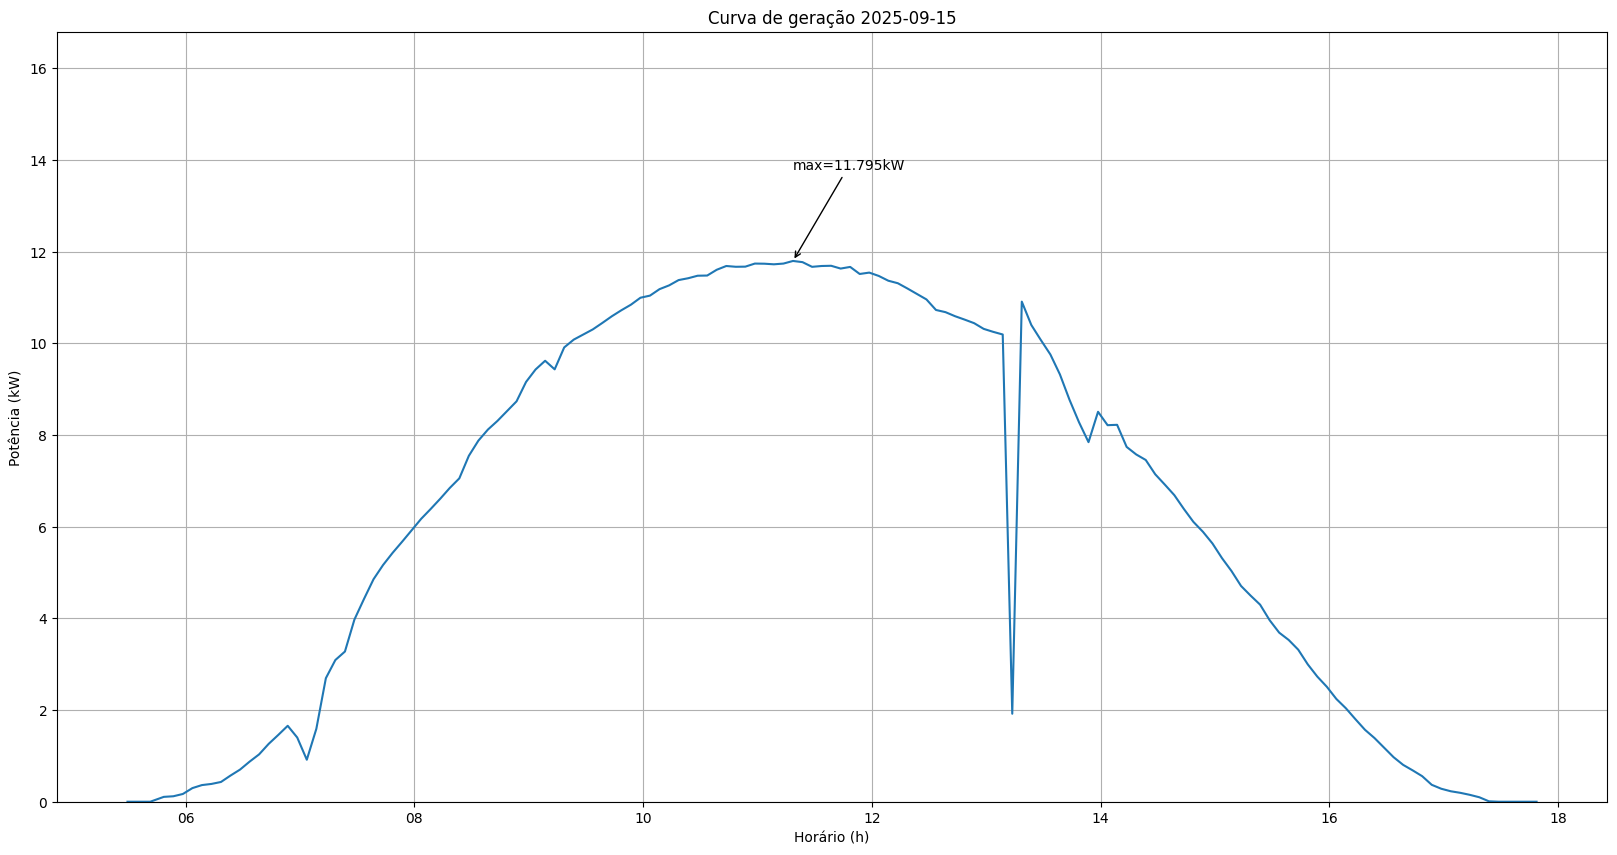 Curva de geração 2025-09-15
16
14
max=11.795kW
12
10
8
6
4
2
0
Potência (kW)
06 08 10 12 14 16 18
Horário (h)